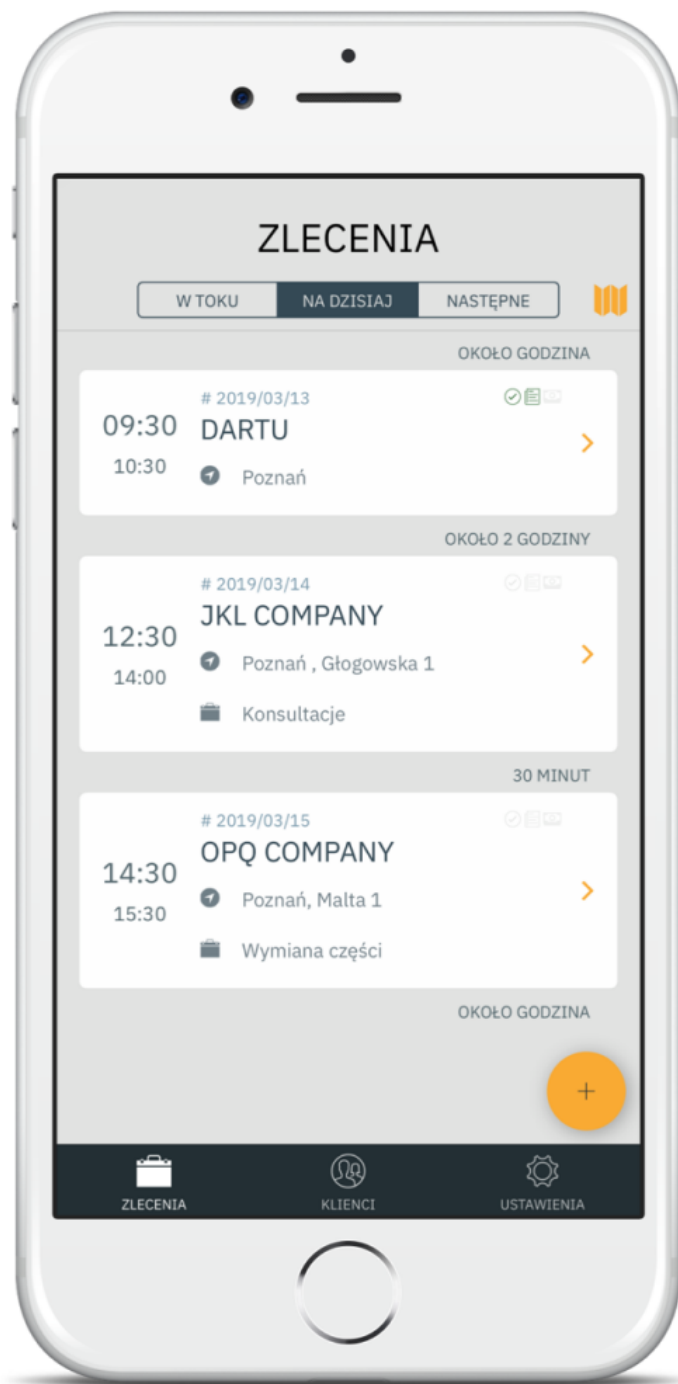 ZLECENIA
W TOKU NA DZISIAJ NASTĘPNE
OKOŁO GODZINA
# 2019/03/13
09:30 DARTU
10:30 Poznań
OKOŁO 2 GODZINY
# 2019/03/14
JKL COMPANY
12:30
Poznań , Głogowska 1
14:00
Konsultacje
30 MINUT
# 2019/03/15
OPQ COMPANY
14:30
Poznań, Malta 1
15:30
Wymiana części
OKOŁO GODZINA
+
ZLECENIA KLIENCI USTAWIENIA